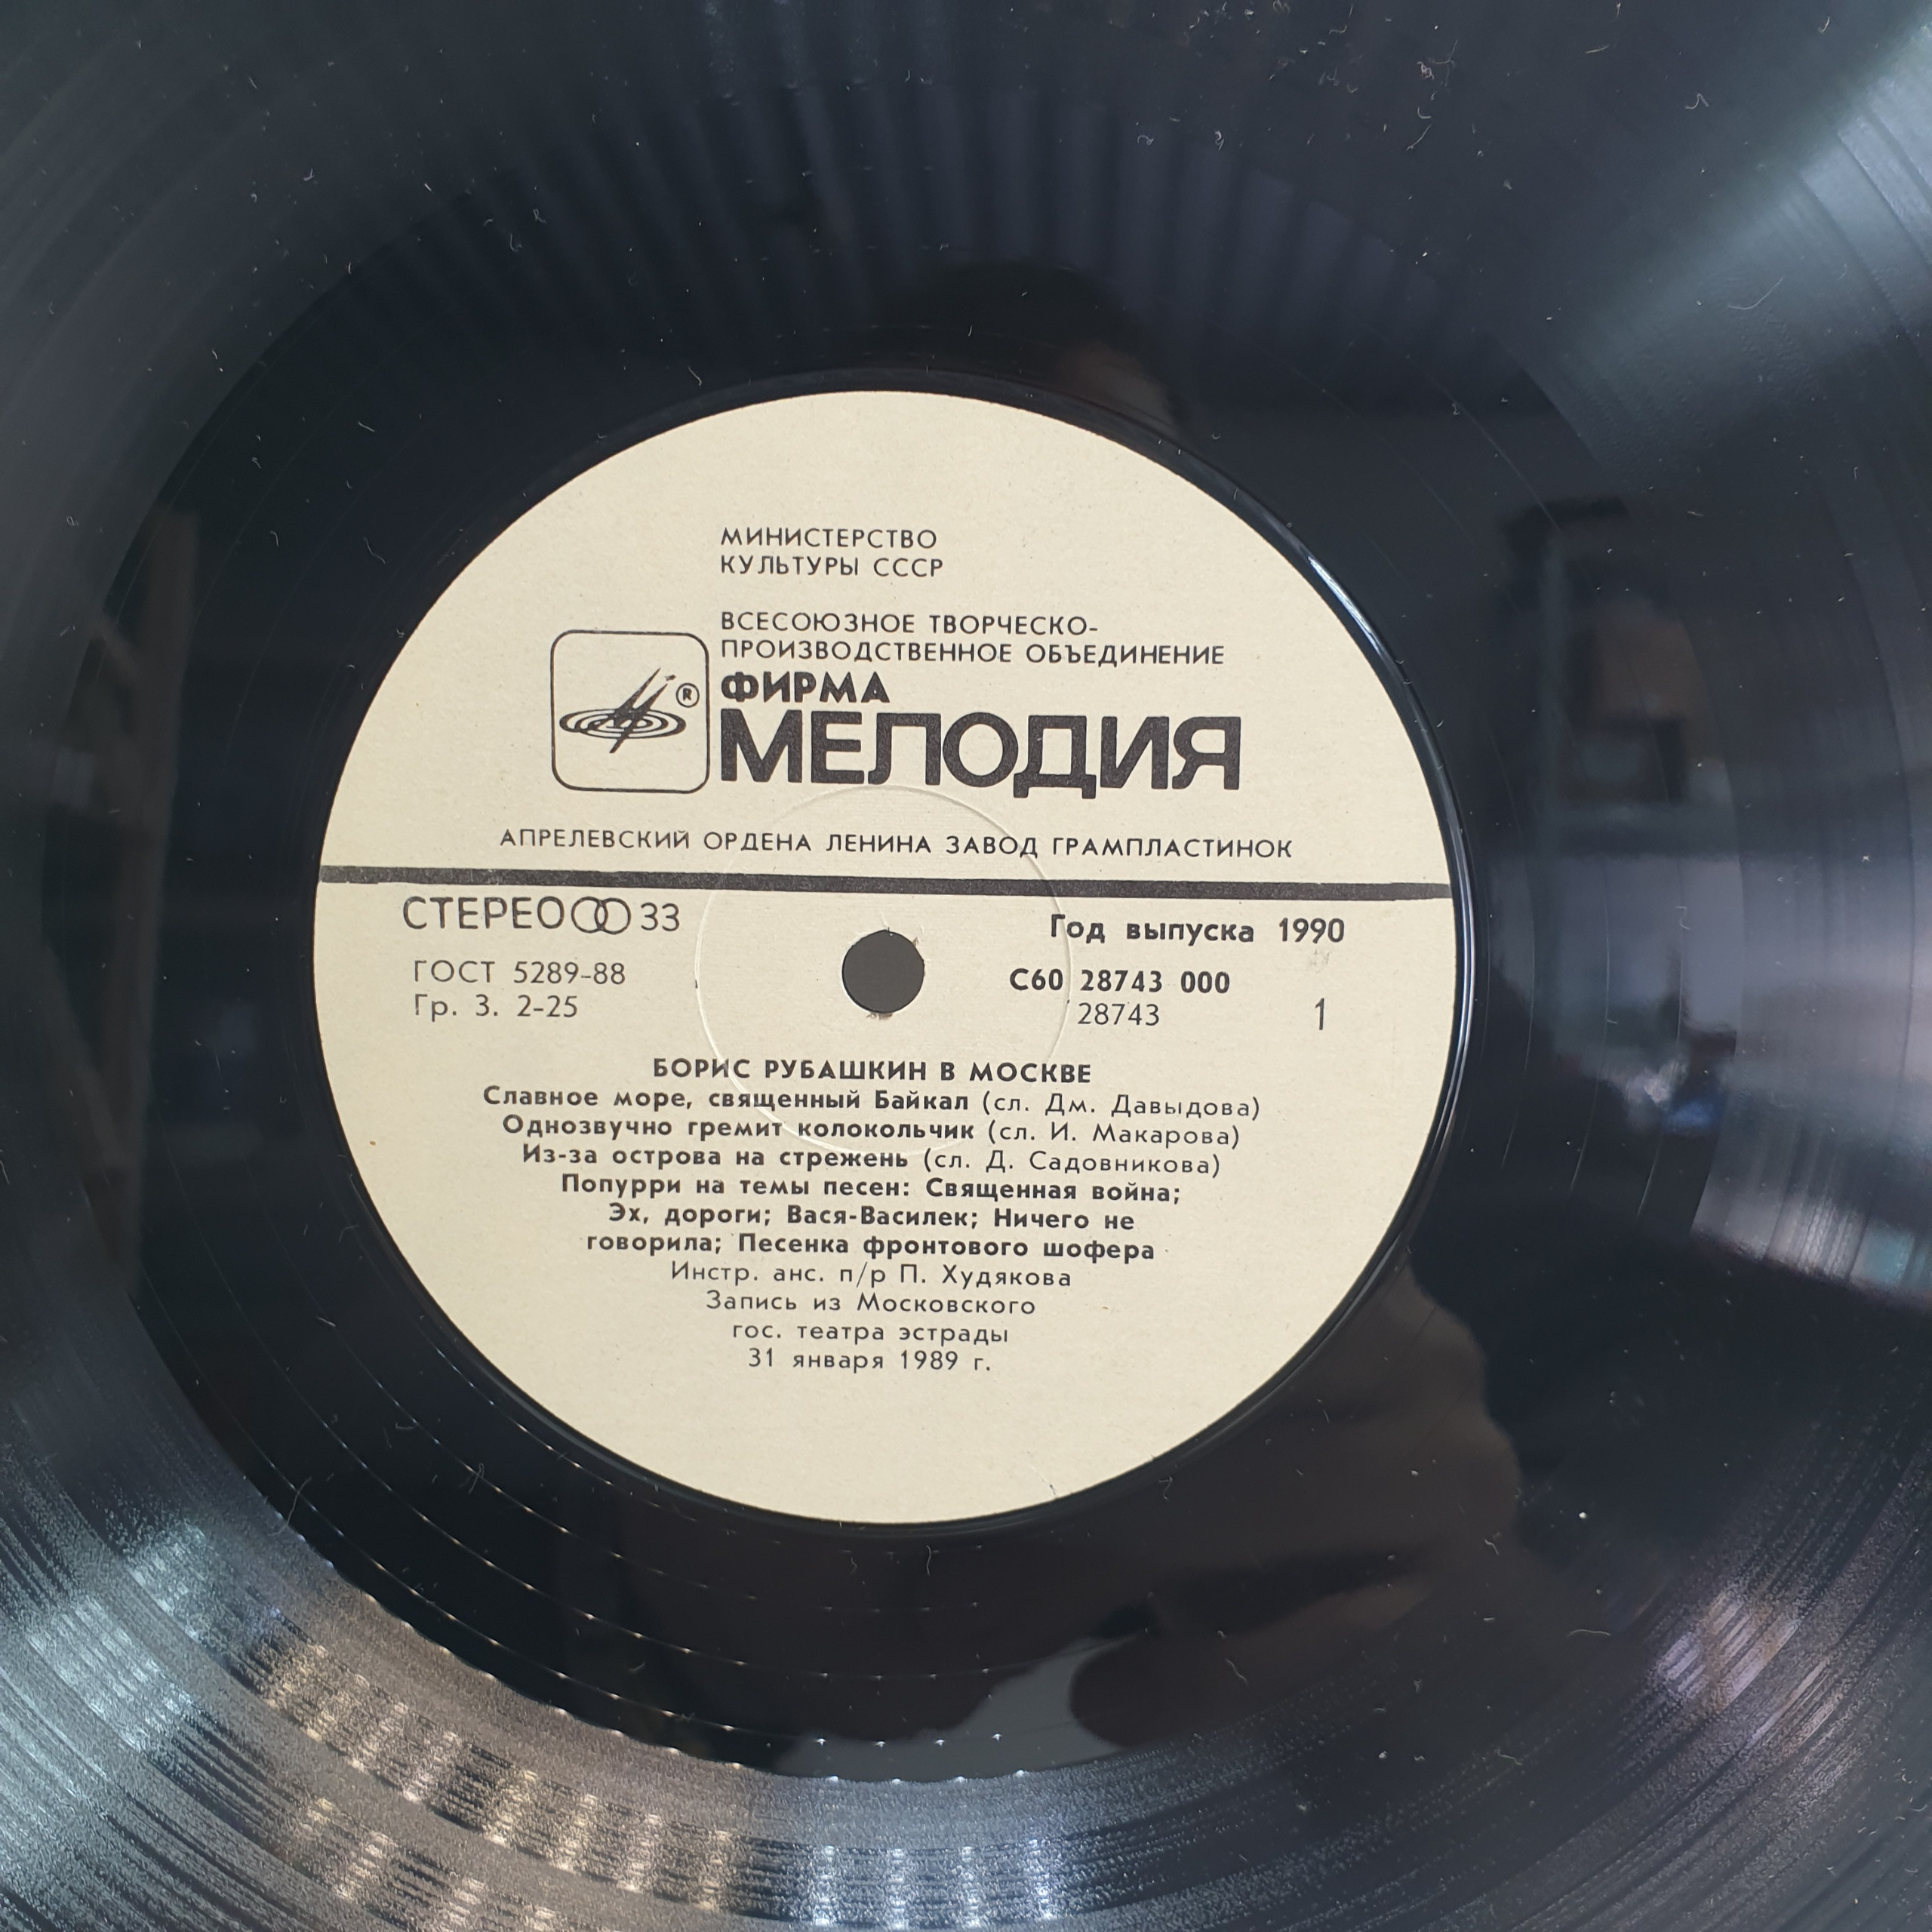 МИНИСТЕРСТВО
КУЛЬТУРЫ СССР
ВСЕСОЮЗНОЕ ТВОРЧЕСКО-
ПРОИЗВОДСТВЕННОЕ ОБЪЕДИНЕНИЕ
®
ФИРМА
МЕЛОДИЯ
АПРЕЛЕВСКИЙ ОРДЕНА ЛЕНИНА ЗАВОД ГРАМПЛАСТИНОК
СТЕРЕО 33
Год выпуска 1990
ГОСТ 5289-88
С60 28743 000
Гр. 3. 2-25
28743
1
БОРИС РУБАШКИН В МОСКВЕ
Славное море, священный Байкал (сл. Дм. Давыдова)
Однозвучно гремит колокольчик (сл. И. Макарова)
Из-за острова на стрежень (сл. Д. Садовникова)
Попурри на темы песен: Священная война;
Эх, дороги; Вася-Василек; Ничего не
говорила; Песенка фронтового шофера
Инстр. анс. п/р П. Худякова
Запись из Московского
гос. театра эстрады
31 января 1989 г.